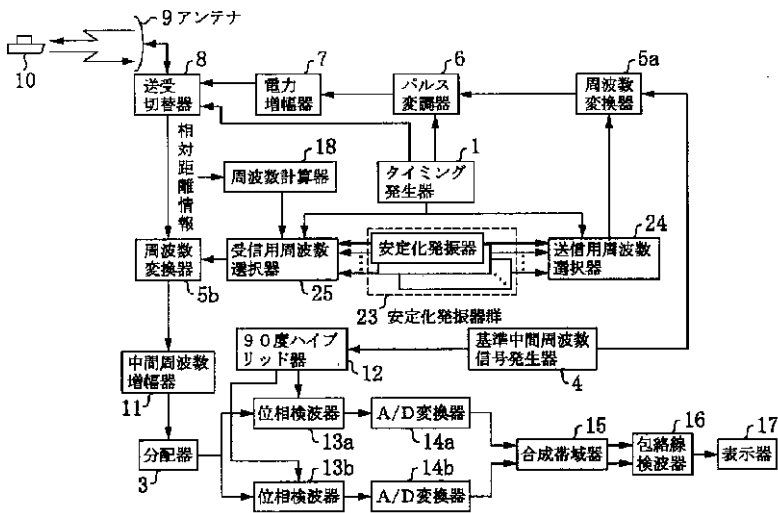 9 アンテナ
10
8
送受
切替器
7
電力
増幅器
6
パルス
変調器
5a
周波数
変換器
相対距離情報
18
周波数計算器
1
タイミング
発生器
24
周波数
変換器
5b
受信用周波数
選択器
25
安定化発振器
送信用周波数
選択器
23 安定化発振器群
中間周波数
増幅器
11
90度ハイブ
リッド器
12
基準中間周波数
信号発生器
4
分配器
3
位相検波器
13a
A/D変換器
14a
15
合成帯域器
16
包絡線
検波器
17
表示器
13b
位相検波器
14b
A/D変換器